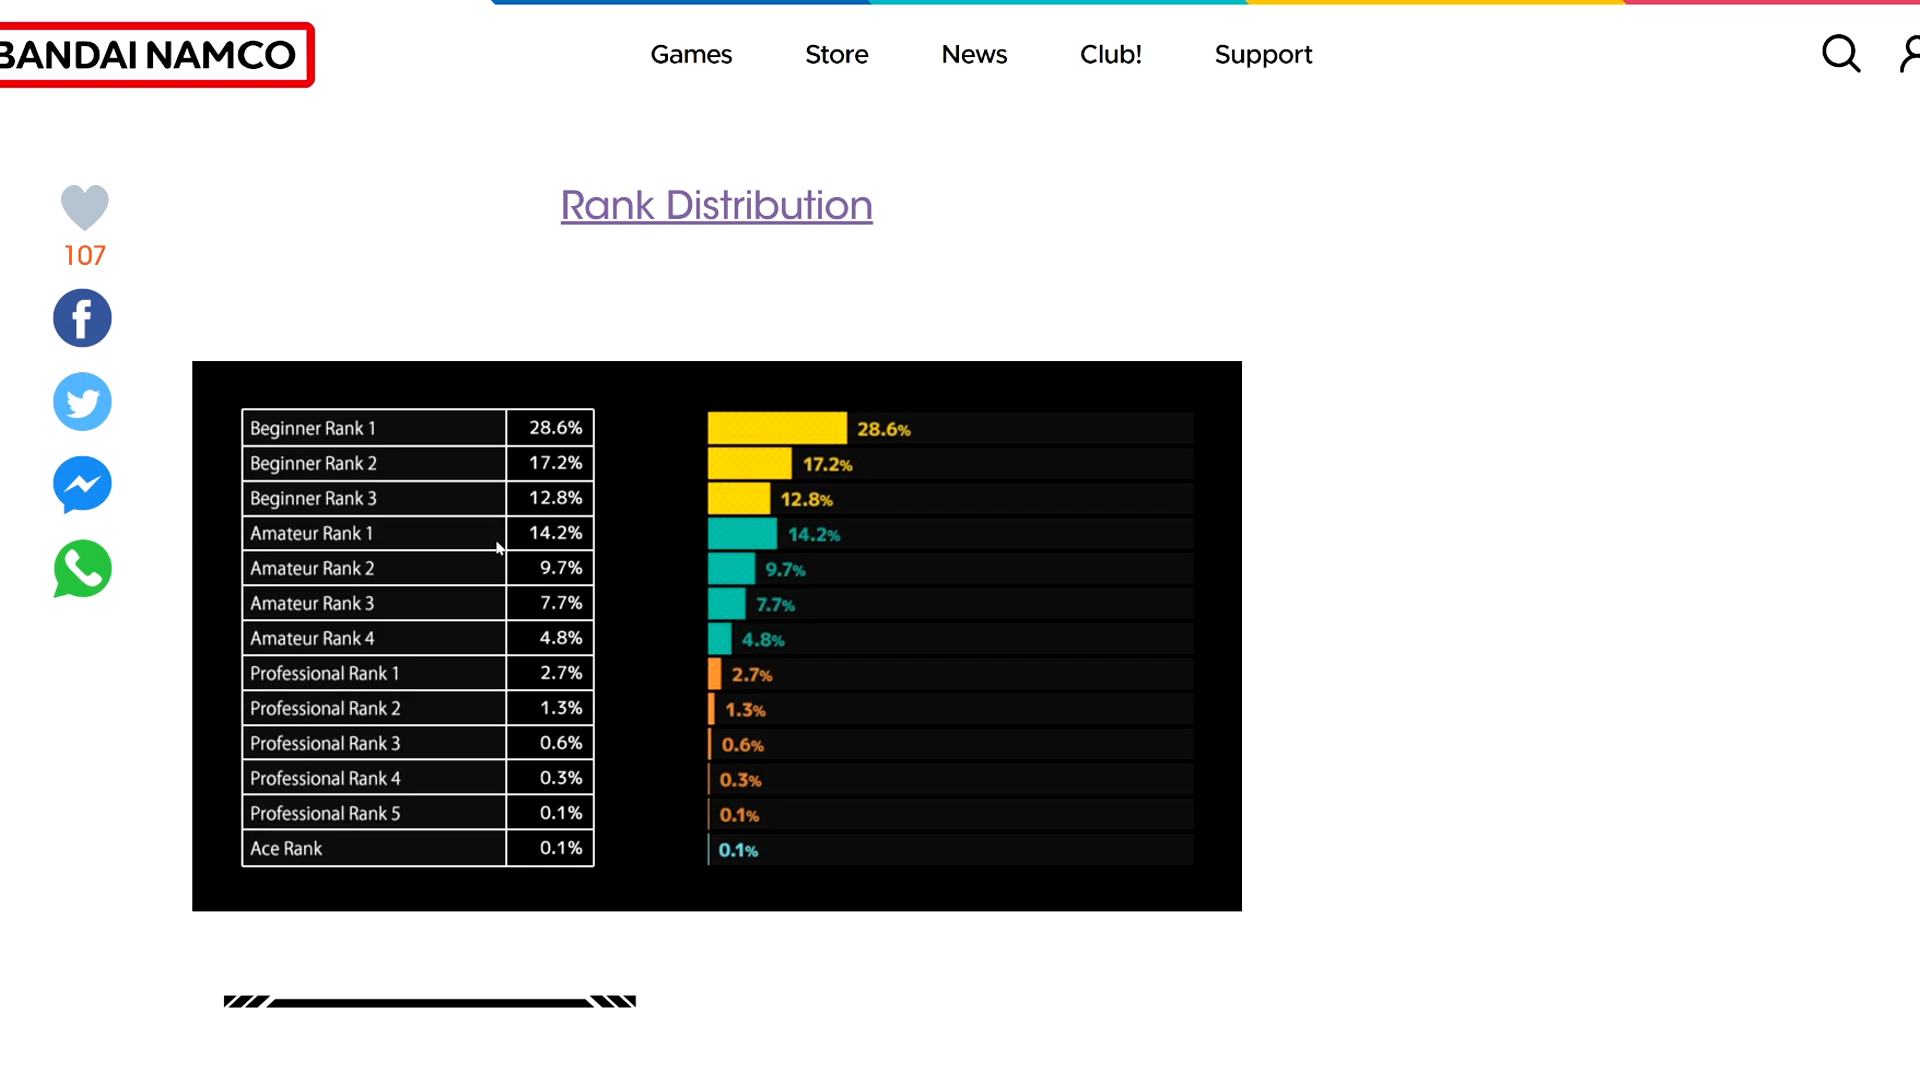 BANDAI NAMCO
Games Store News Club! Support
Rank Distribution
107
Beginner Rank 1 28.6% 28.6%
Beginner Rank 2 17.2% 17.2%
Beginner Rank 3 12.8% 12.8%
Amateur Rank 1 14.2% 14.2%
Amateur Rank 2 9.7% 9.7%
Amateur Rank 3 7.7% 7.7%
Amateur Rank 4 4.8% 4.8%
Professional Rank 1 2.7% 2.7%
Professional Rank 2 1.3% 1.3%
Professional Rank 3 0.6% 0.6%
Professional Rank 4 0.3% 0.3%
Professional Rank 5 0.1% 0.1%
Ace Rank 0.1% 0.1%